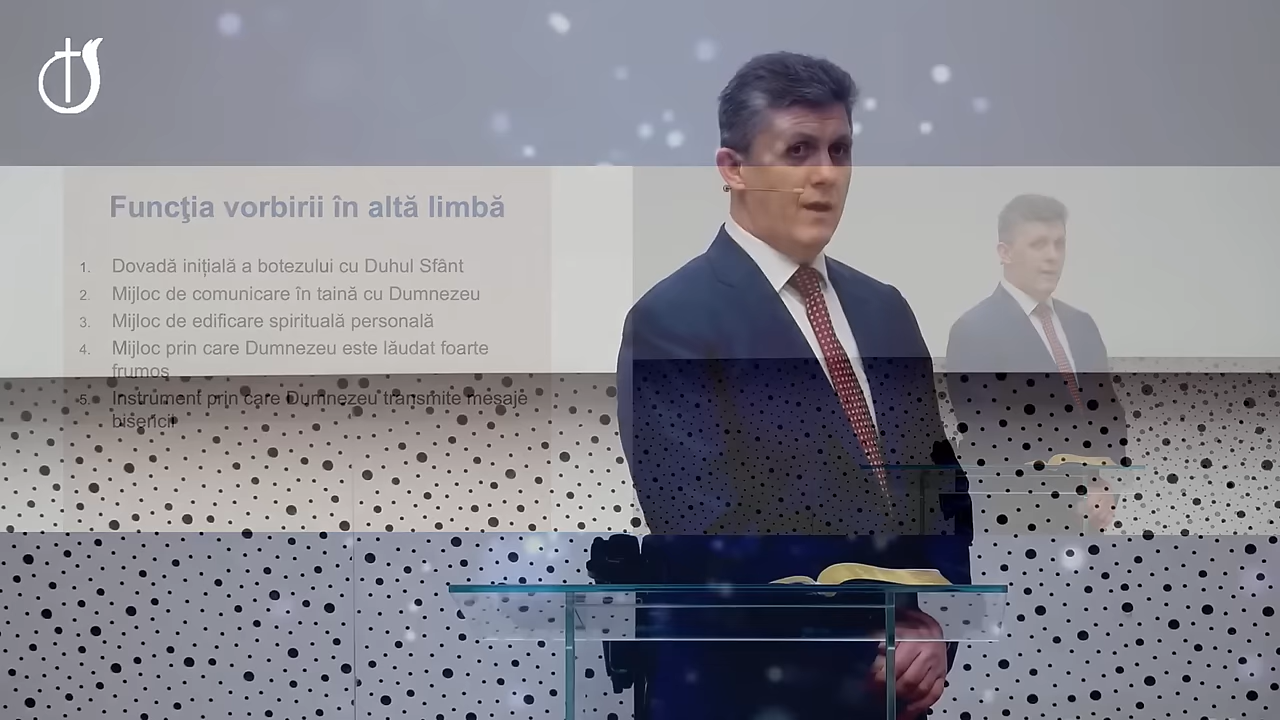 Funcţia vorbirii în altă limbă
1. Dovadă inițială a botezului cu Duhul Sfânt
2. Mijloc de comunicare în taină cu Dumnezeu
3. Mijloc de edificare spirituală personală
4. Mijloc prin care Dumnezeu este lăudat foarte
frumos
5. Instrument prin care Dumnezeu transmite mesaje
bisericii